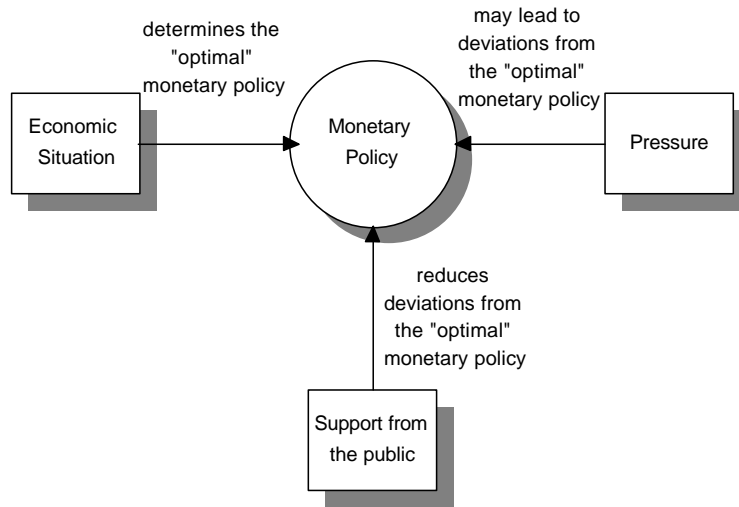 determines the
"optimal"
monetary policy
may lead to
deviations from
the "optimal"
monetary policy
Economic
Situation
Monetary
Policy
Pressure
reduces
deviations from
the "optimal"
monetary policy
Support from
the public